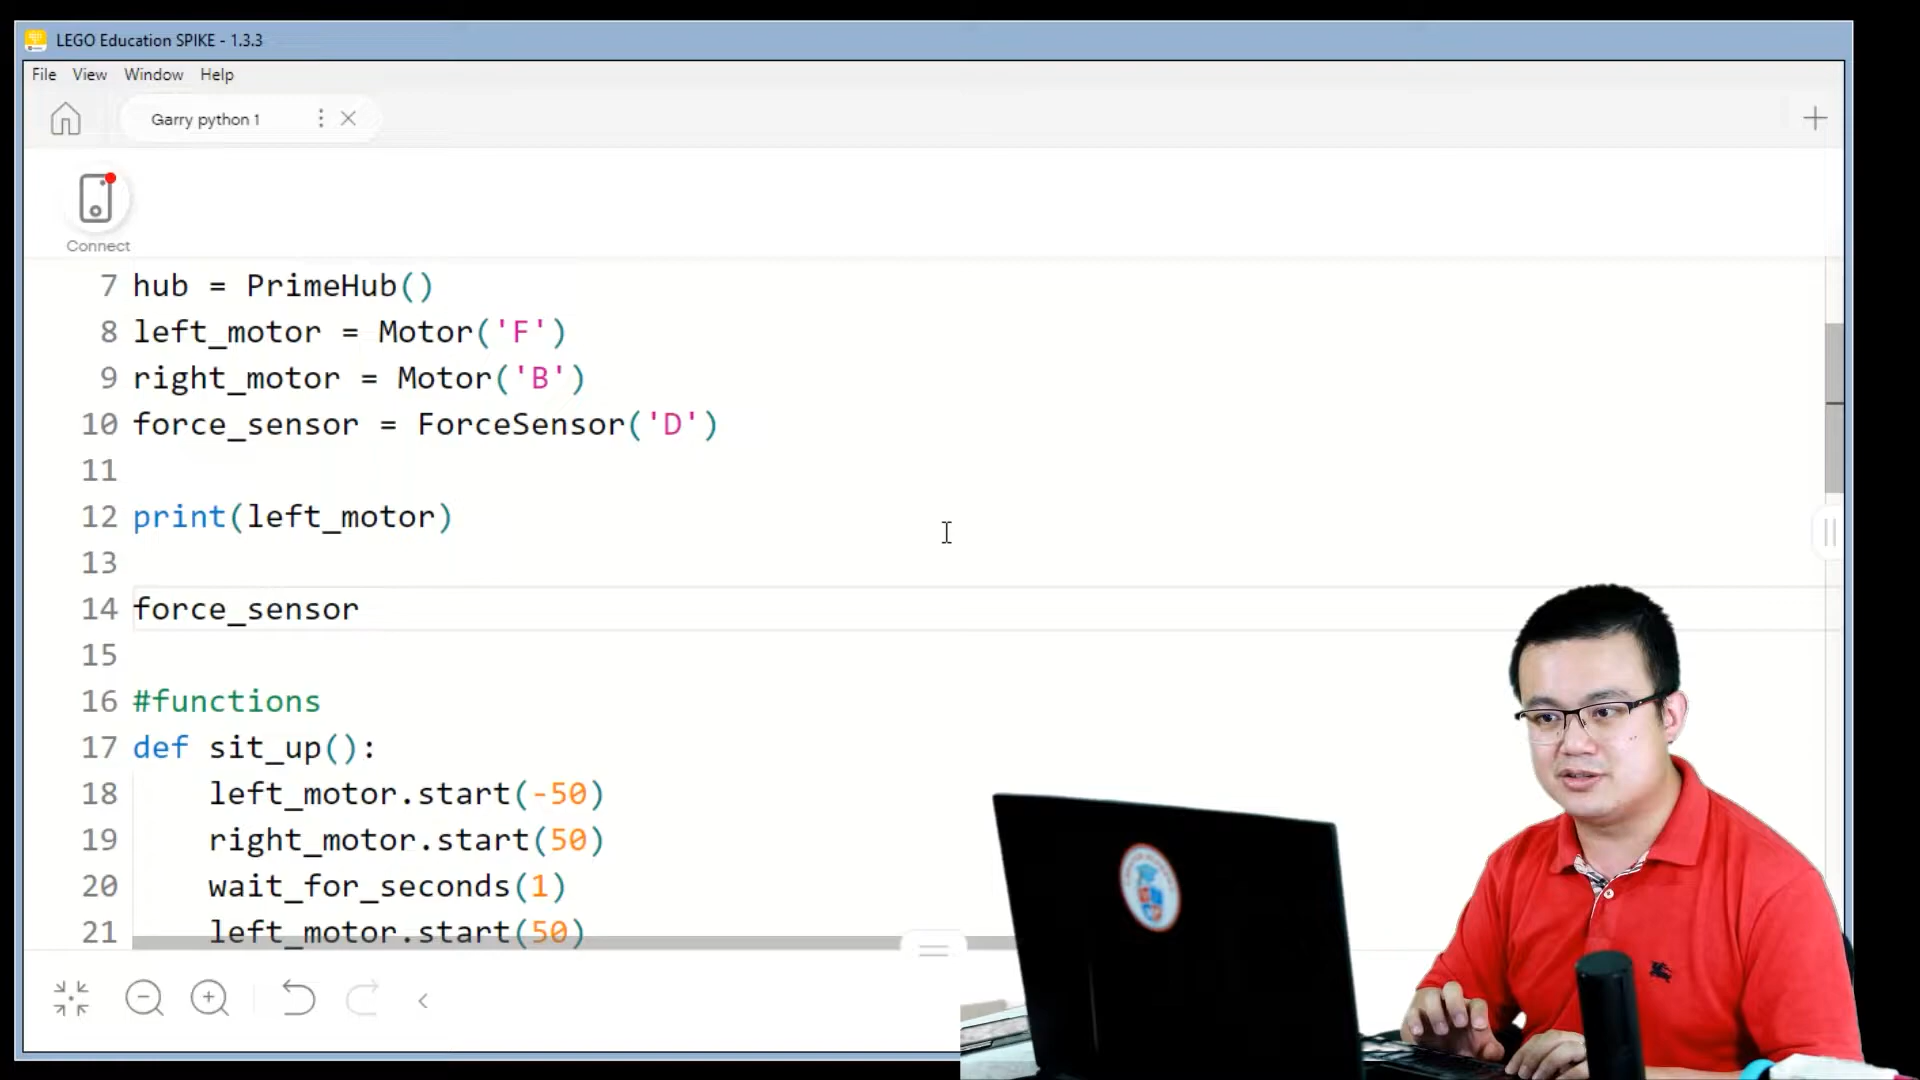 LEGO Education SPIKE - 1.3.3
File View Window Help
Garry python 1
Connect
7 hub = PrimeHub()
8 left_motor = Motor('F')
9 right_motor = Motor('B')
10 force_sensor = ForceSensor('D')
11
12 print(left_motor)
13
14 force_sensor
15
16 #functions
17 def sit_up():
18 left_motor.start(-50)
19 right_motor.start(50)
20 wait_for_seconds(1)
21 left_motor.start(50)